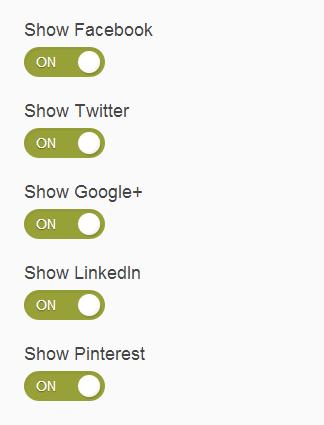 Show Facebook
ON
Show Twitter
ON
Show Google+
ON
Show LinkedIn
ON
Show Pinterest
ON